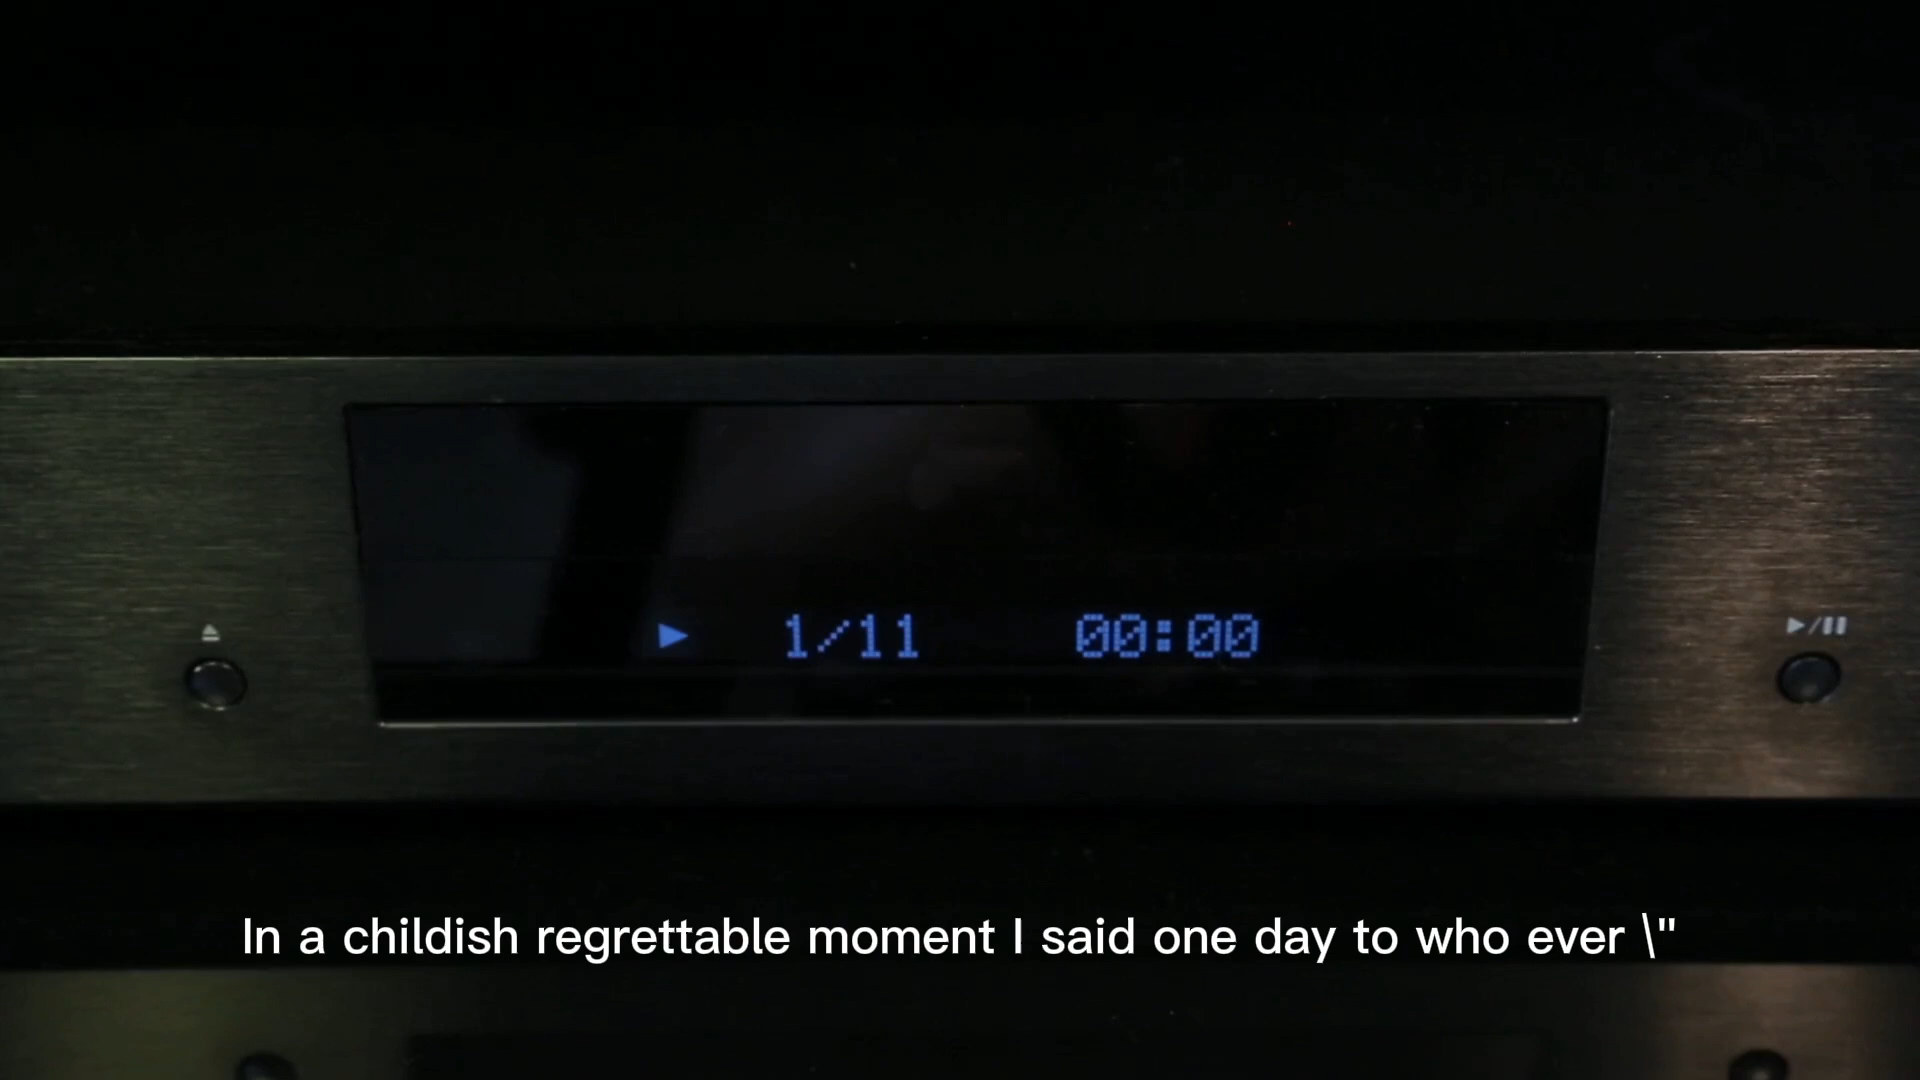 ▶ 1/11 00:00
In a childish regrettable moment I said one day to who ever \"